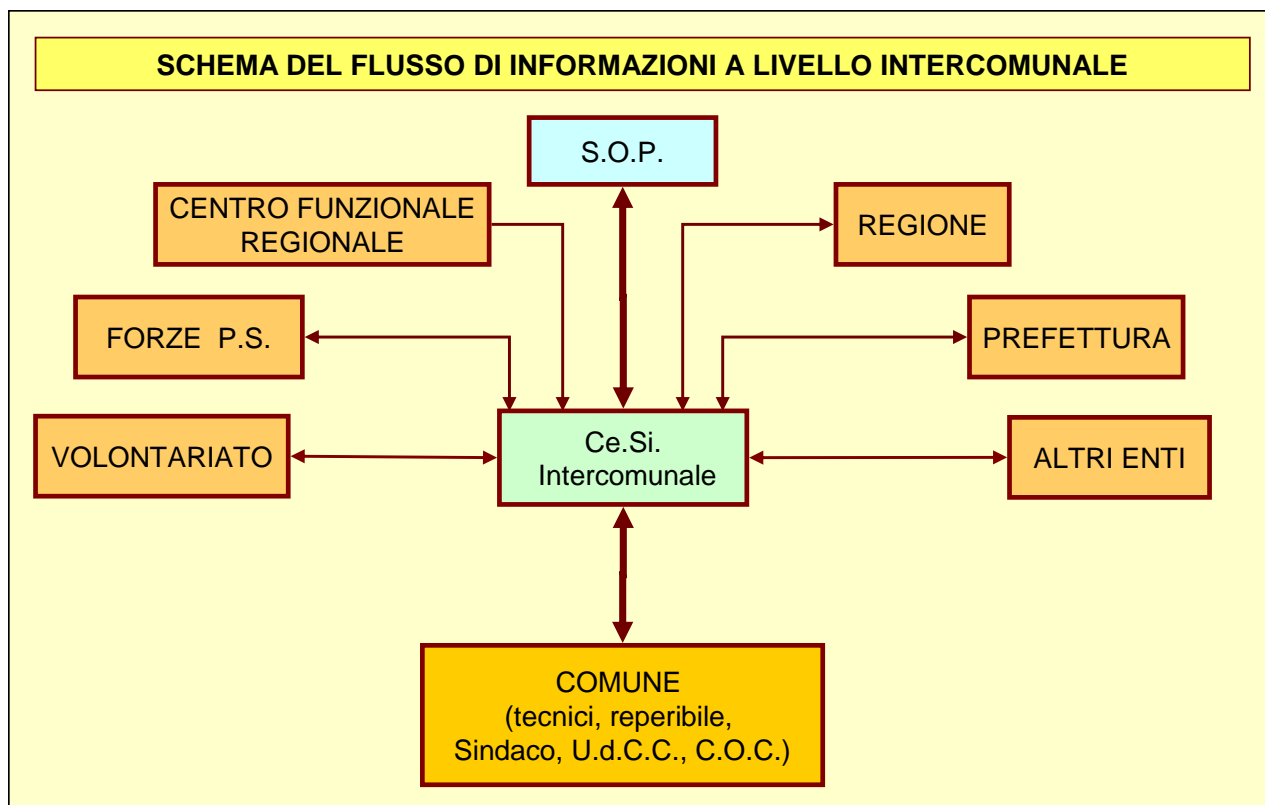 SCHEMA DEL FLUSSO DI INFORMAZIONI A LIVELLO INTERCOMUNALE
S.O.P.
CENTRO FUNZIONALE
REGIONALE
REGIONE
FORZE P.S.
PREFETTURA
VOLONTARIATO
Ce.Si.
Intercomunale
ALTRI ENTI
COMUNE
(tecnici, reperibile,
Sindaco, U.d.C.C., C.O.C.)